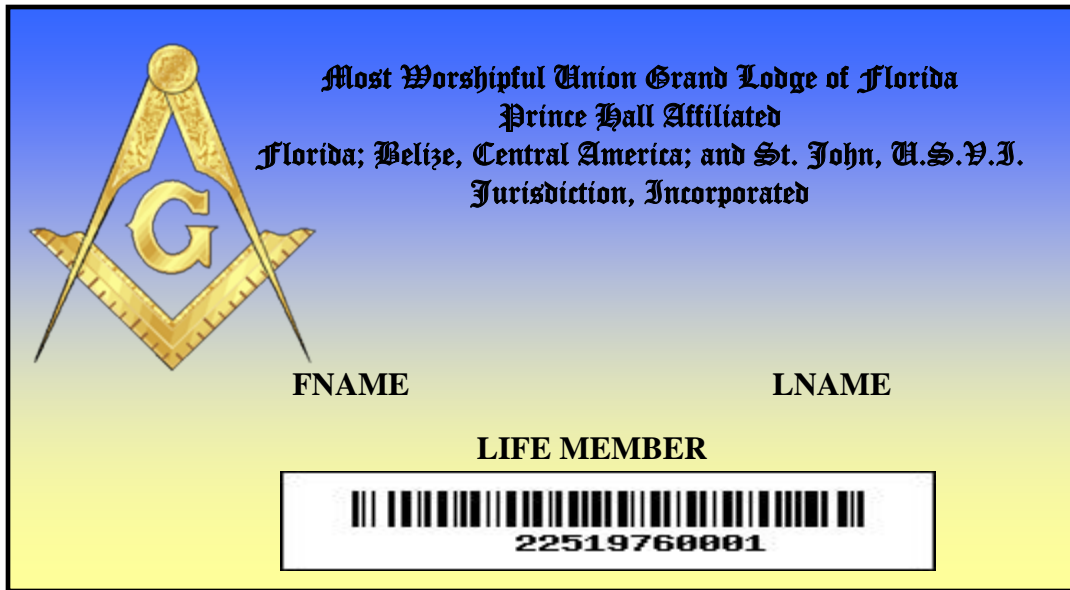 Most Worshipful Union Grand Lodge of Florida
Prince Hall Affiliated
Florida; Belize, Central America; and St. John, U.S.V.I.
Jurisdiction, Incorporated
G
FNAME LNAME
LIFE MEMBER
22519760001